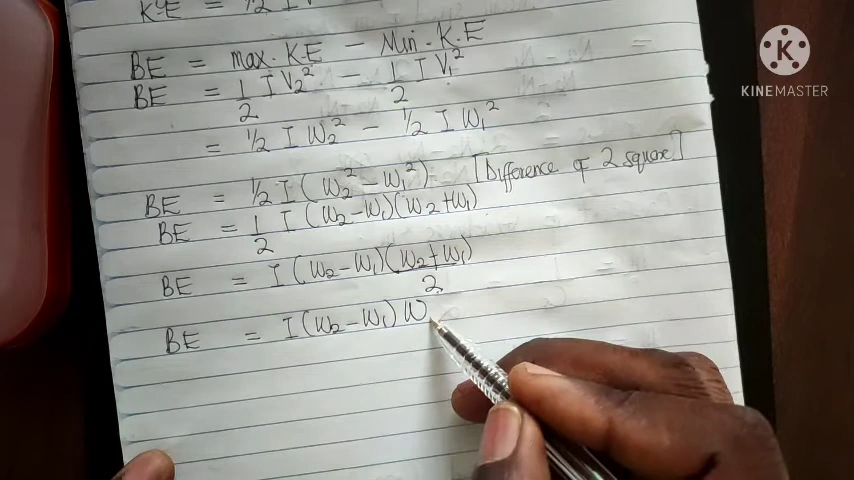 K.E = 1/2 I V
BE = max. K.E - Min. K.E
BE = 1/2 I V₂² - 1/2 I V₁²
= 1/2 I W₂² - 1/2 I W₁²
BE = 1/2 I (W₂² - W₁²) [Difference of 2 square]
BE = 1/2 I (W₂ - W₁)(W₂ + W₁)
BE = I (W₂ - W₁) (W₂ + W₁)/2
BE = I (W₂ - W₁) W
K
KINEMASTER